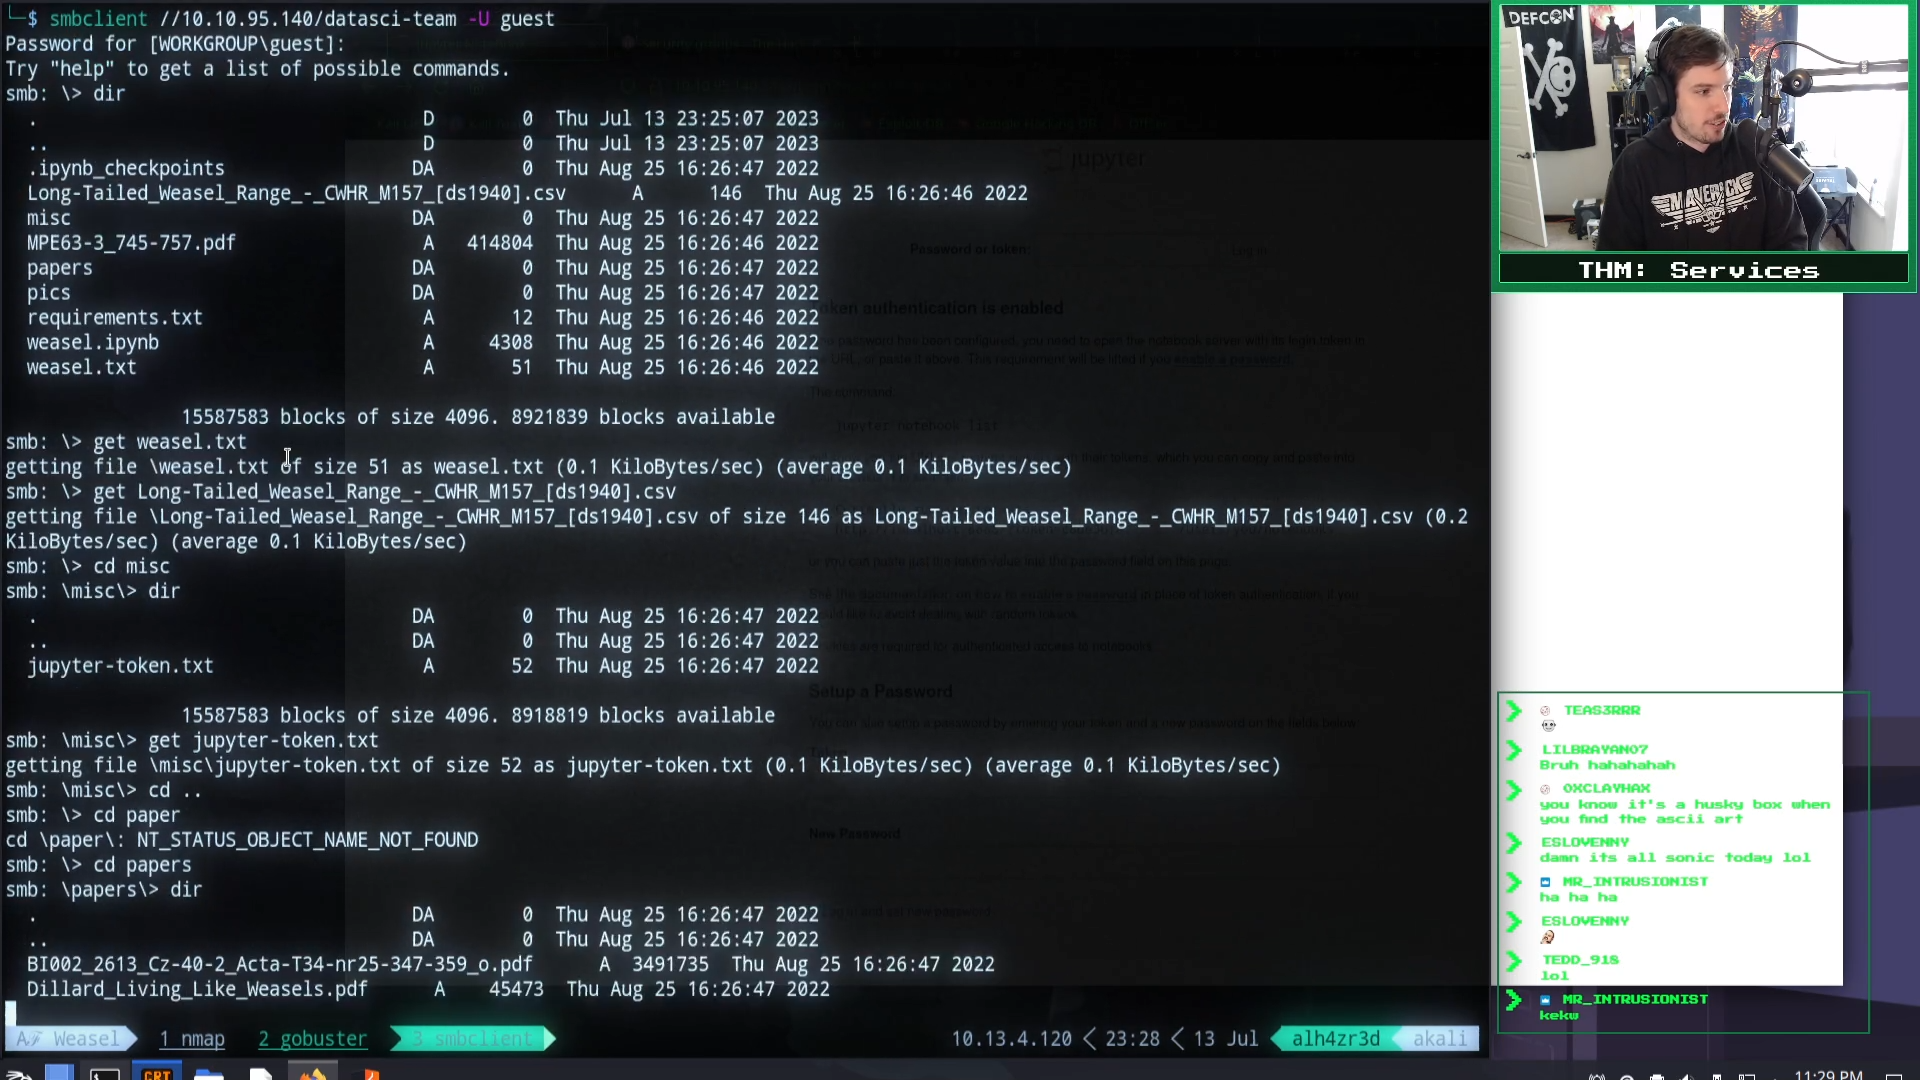 └─$ smbclient //10.10.95.140/datasci-team -U guest
Password for [WORKGROUP\guest]:
Try "help" to get a list of possible commands.
smb: \> dir
. D 0 Thu Jul 13 23:25:07 2023
.. D 0 Thu Jul 13 23:25:07 2023
.ipynb_checkpoints DA 0 Thu Aug 25 16:26:47 2022
Long-Tailed_Weasel_Range_-_CWHR_M157_[ds1940].csv A 146 Thu Aug 25 16:26:46 2022
misc DA 0 Thu Aug 25 16:26:47 2022
MPE63-3_745-757.pdf A 414804 Thu Aug 25 16:26:46 2022
papers DA 0 Thu Aug 25 16:26:47 2022
pics DA 0 Thu Aug 25 16:26:47 2022
requirements.txt A 12 Thu Aug 25 16:26:46 2022
weasel.ipynb A 4308 Thu Aug 25 16:26:46 2022
weasel.txt A 51 Thu Aug 25 16:26:46 2022
15587583 blocks of size 4096. 8921839 blocks available
smb: \> get weasel.txt
getting file \weasel.txt of size 51 as weasel.txt (0.1 KiloBytes/sec) (average 0.1 KiloBytes/sec)
smb: \> get Long-Tailed_Weasel_Range_-_CWHR_M157_[ds1940].csv
getting file \Long-Tailed_Weasel_Range_-_CWHR_M157_[ds1940].csv of size 146 as Long-Tailed_Weasel_Range_-_CWHR_M157_[ds1940].csv (0.2
KiloBytes/sec) (average 0.1 KiloBytes/sec)
smb: \> cd misc
smb: \misc\> dir
. DA 0 Thu Aug 25 16:26:47 2022
.. DA 0 Thu Aug 25 16:26:47 2022
jupyter-token.txt A 52 Thu Aug 25 16:26:47 2022
15587583 blocks of size 4096. 8918819 blocks available
smb: \misc\> get jupyter-token.txt
getting file \misc\jupyter-token.txt of size 52 as jupyter-token.txt (0.1 KiloBytes/sec) (average 0.1 KiloBytes/sec)
smb: \misc\> cd ..
smb: \> cd paper
cd \paper\: NT_STATUS_OBJECT_NAME_NOT_FOUND
smb: \> cd papers
smb: \papers\> dir
. DA 0 Thu Aug 25 16:26:47 2022
.. DA 0 Thu Aug 25 16:26:47 2022
BI002_2613_Cz-40-2_Acta-T34-nr25-347-359_o.pdf A 3491735 Thu Aug 25 16:26:47 2022
Dillard_Living_Like_Weasels.pdf A 45473 Thu Aug 25 16:26:47 2022
Weasel 1 nmap 2 gobuster 3 smbclient 10.13.4.120 < 23:28 < 13 Jul alh4zr3d akali
CRT 11:29 PM
jupyter
Password or token:
Log in
token authentication is enabled
jupyter notebook list
Setup a Password
New Password
DEFCON
MAVERICK
THM: Services
TEAS3RRR
LILBRAYAN07
Bruh hahahahah
0XCLAYHAX
you know it's a husky box when
you find the ascii art
ESLOVENNY
damn its all sonic today lol
MR_INTRUSIONIST
ha ha ha
ESLOVENNY
TEDD_918
lol
MR_INTRUSIONIST
kekw